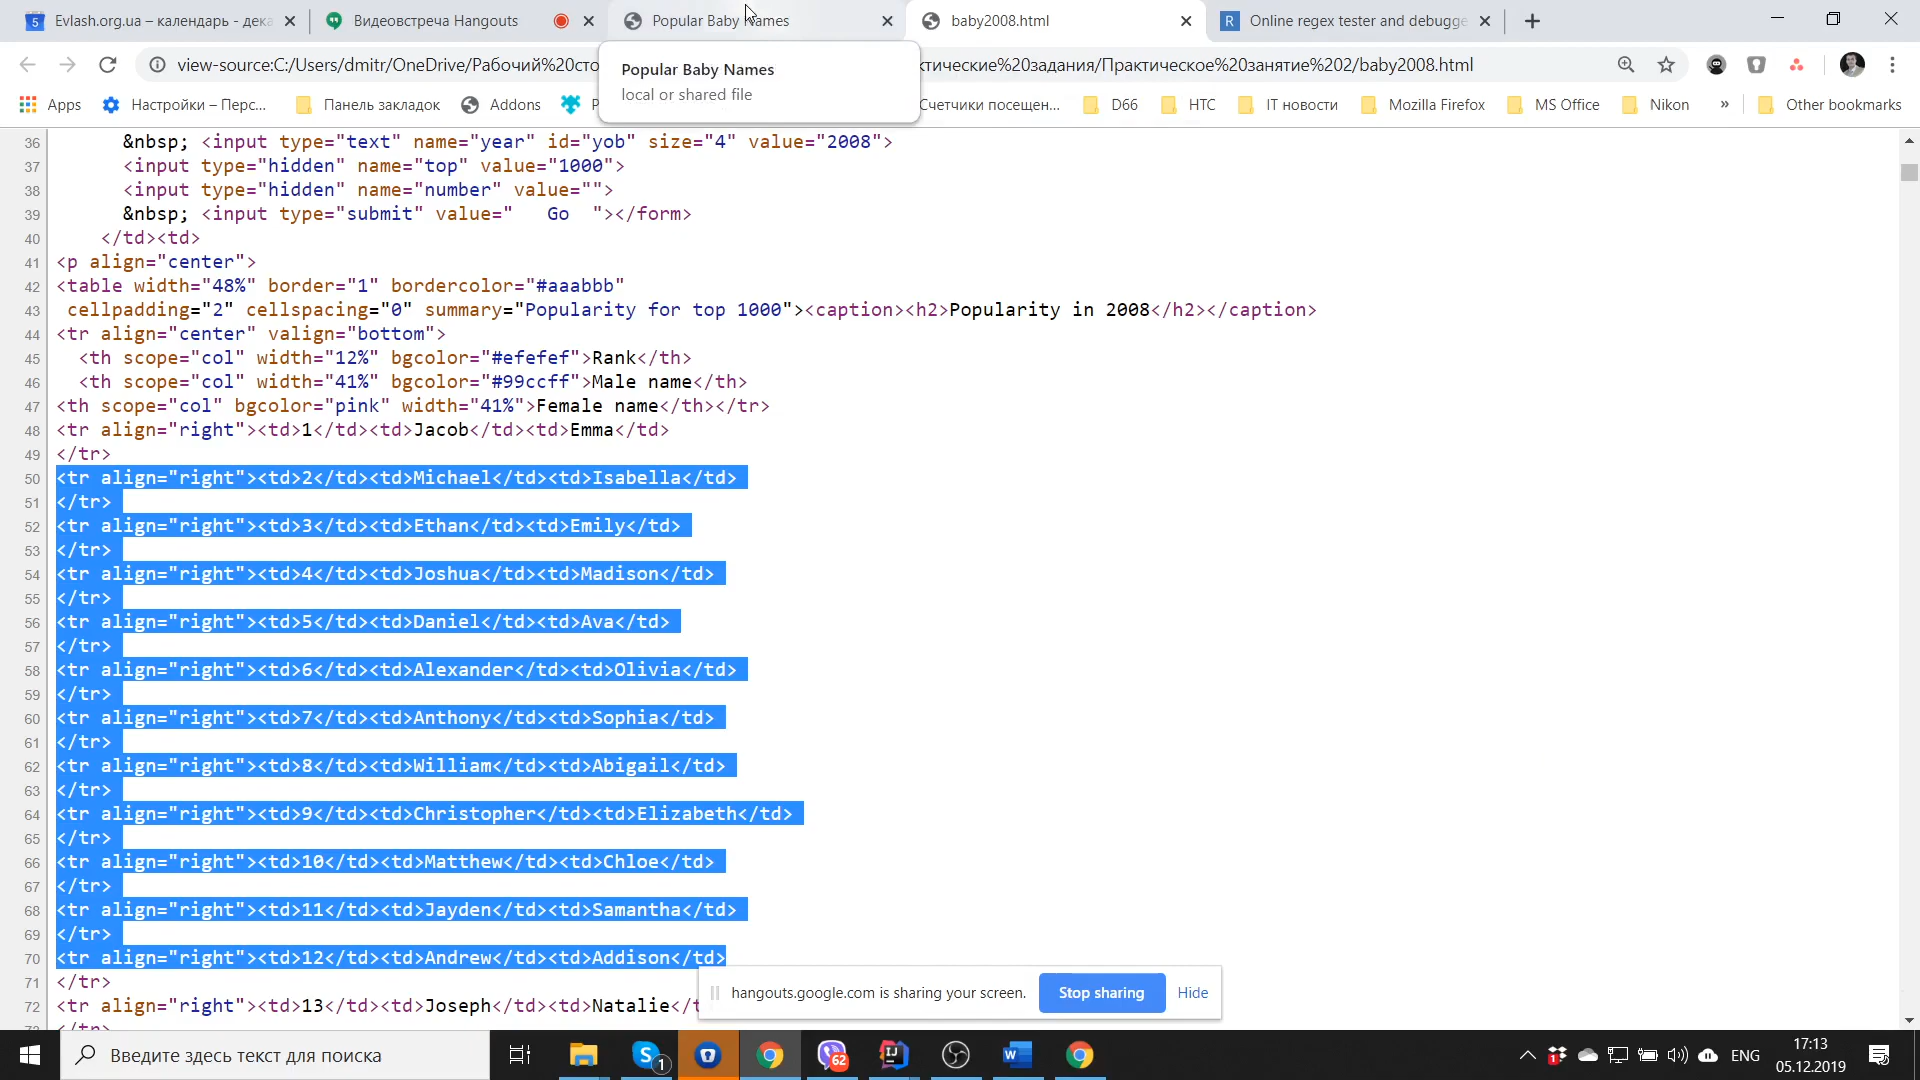 Evlash.org.ua – календарь - дека
Видеовстреча Hangouts
Popular Baby Names
baby2008.html
Online regex tester and debugge
view-source:C:/Users/dmitr/OneDrive/Рабочий%20сто
ктические%20задания/Практическое%20занятие%202/baby2008.html
Popular Baby Names
local or shared file
Apps
Настройки – Перс...
Панель закладок
Addons
Счетчики посещен...
D66
HTC
IT новости
Mozilla Firefox
MS Office
Nikon
»
Other bookmarks
36 &nbsp; <input type="text" name="year" id="yob" size="4" value="2008">
37 <input type="hidden" name="top" value="1000">
38 <input type="hidden" name="number" value="">
39 &nbsp; <input type="submit" value="   Go  "></form>
40 </td><td>
41 <p align="center">
42 <table width="48%" border="1" bordercolor="#aaabbb"
43 cellpadding="2" cellspacing="0" summary="Popularity for top 1000"><caption><h2>Popularity in 2008</h2></caption>
44 <tr align="center" valign="bottom">
45 <th scope="col" width="12%" bgcolor="#efefef">Rank</th>
46 <th scope="col" width="41%" bgcolor="#99ccff">Male name</th>
47 <th scope="col" bgcolor="pink" width="41%">Female name</th></tr>
48 <tr align="right"><td>1</td><td>Jacob</td><td>Emma</td>
49 </tr>
50 <tr align="right"><td>2</td><td>Michael</td><td>Isabella</td>
51 </tr>
52 <tr align="right"><td>3</td><td>Ethan</td><td>Emily</td>
53 </tr>
54 <tr align="right"><td>4</td><td>Joshua</td><td>Madison</td>
55 </tr>
56 <tr align="right"><td>5</td><td>Daniel</td><td>Ava</td>
57 </tr>
58 <tr align="right"><td>6</td><td>Alexander</td><td>Olivia</td>
59 </tr>
60 <tr align="right"><td>7</td><td>Anthony</td><td>Sophia</td>
61 </tr>
62 <tr align="right"><td>8</td><td>William</td><td>Abigail</td>
63 </tr>
64 <tr align="right"><td>9</td><td>Christopher</td><td>Elizabeth</td>
65 </tr>
66 <tr align="right"><td>10</td><td>Matthew</td><td>Chloe</td>
67 </tr>
68 <tr align="right"><td>11</td><td>Jayden</td><td>Samantha</td>
69 </tr>
70 <tr align="right"><td>12</td><td>Andrew</td><td>Addison</td>
71 </tr>
72 <tr align="right"><td>13</td><td>Joseph</td><td>Natalie</t
hangouts.google.com is sharing your screen.
Stop sharing
Hide
Введите здесь текст для поиска
1
62
ENG
17:13
05.12.2019